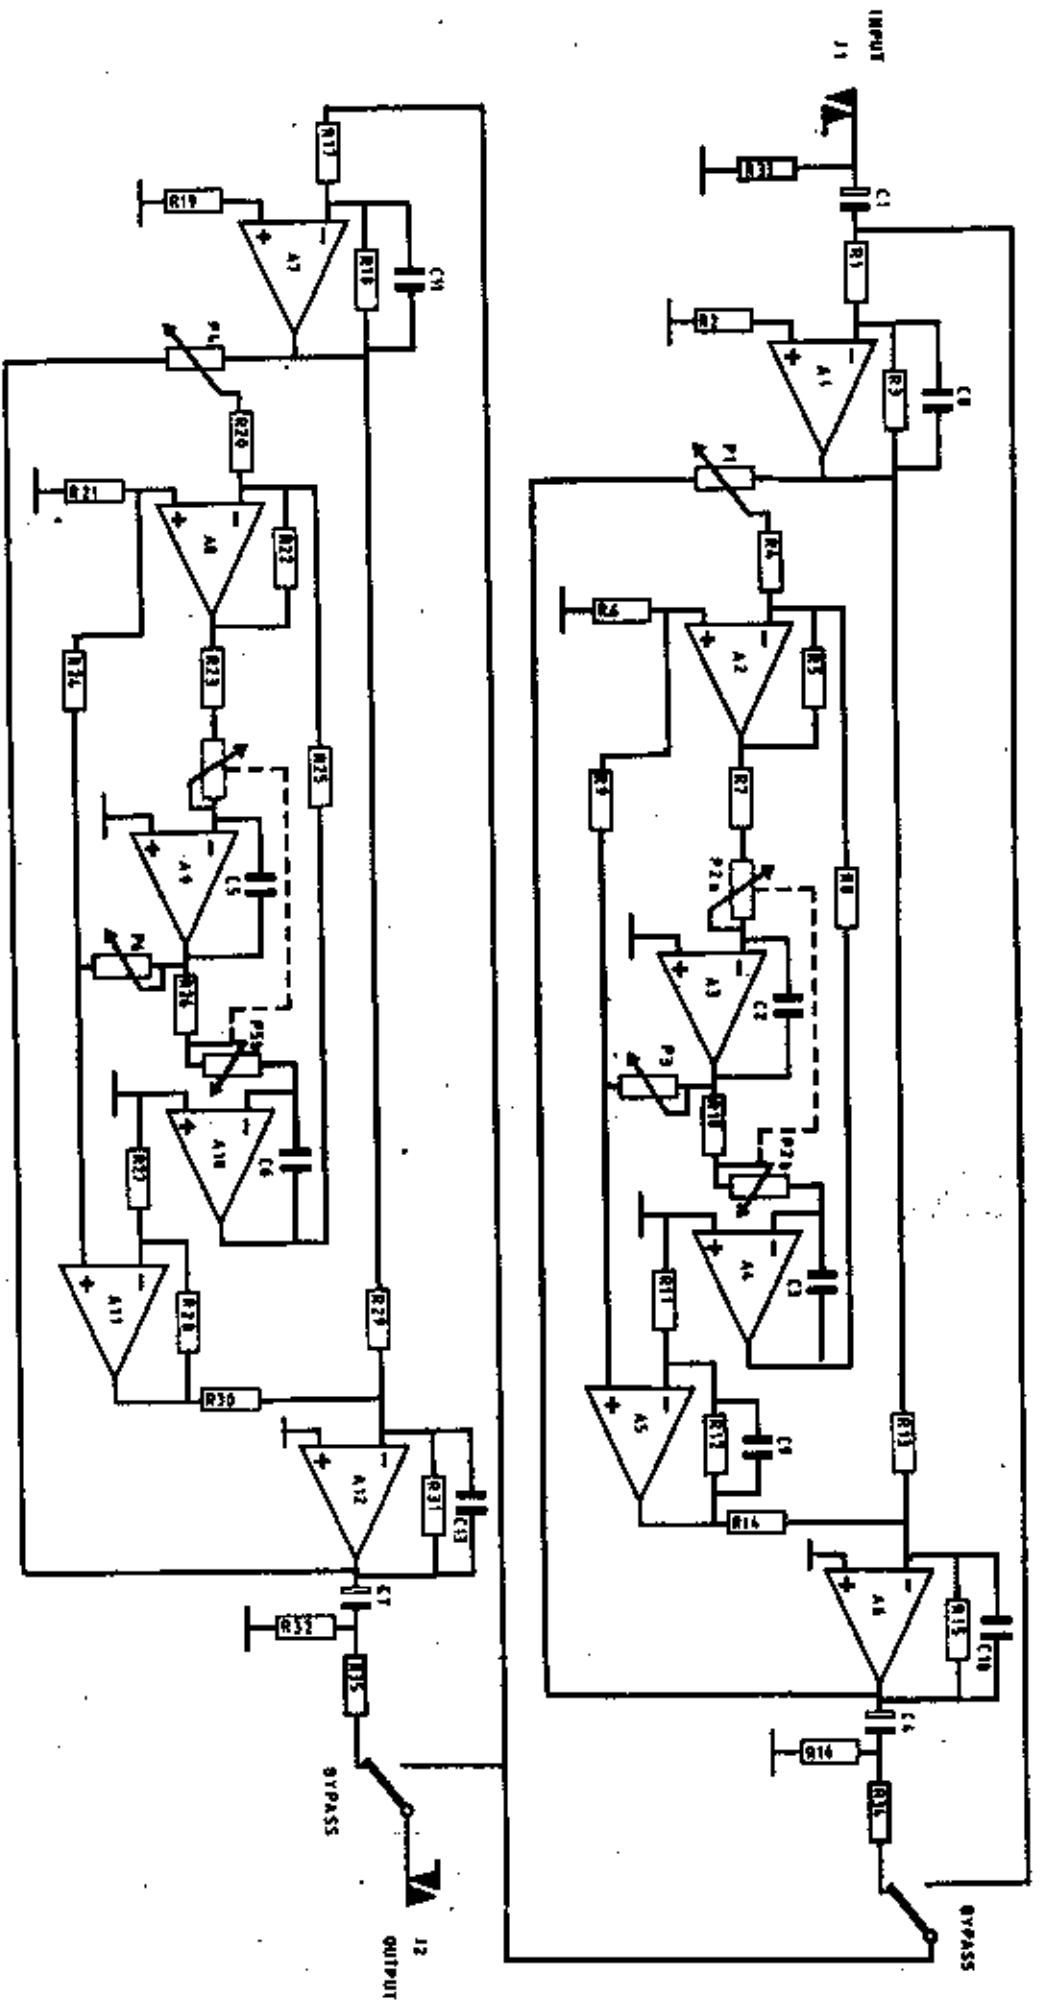 INPUT
J1
C1
R1
R2
+
−
A1
R3
C8
P1
R4
R6
+
−
A2
R5
R7
R9
R8
P2a
+
−
A3
C2
P3
R10
P2b
+
−
A4
C3
R11
+
−
A5
R12
C9
R13
R14
+
−
A6
R15
C10
C4
R16
R34
BYPASS
R17
R19
+
−
A7
R18
C11
P4
R20
R21
+
−
A8
R22
R23
R24
R25
+
−
A9
C5
P6
R26
P5b
+
−
A10
C6
R27
+
−
A11
R28
R29
R30
+
−
A12
R31
C13
C7
R32
R35
BYPASS
J2
OUTPUT